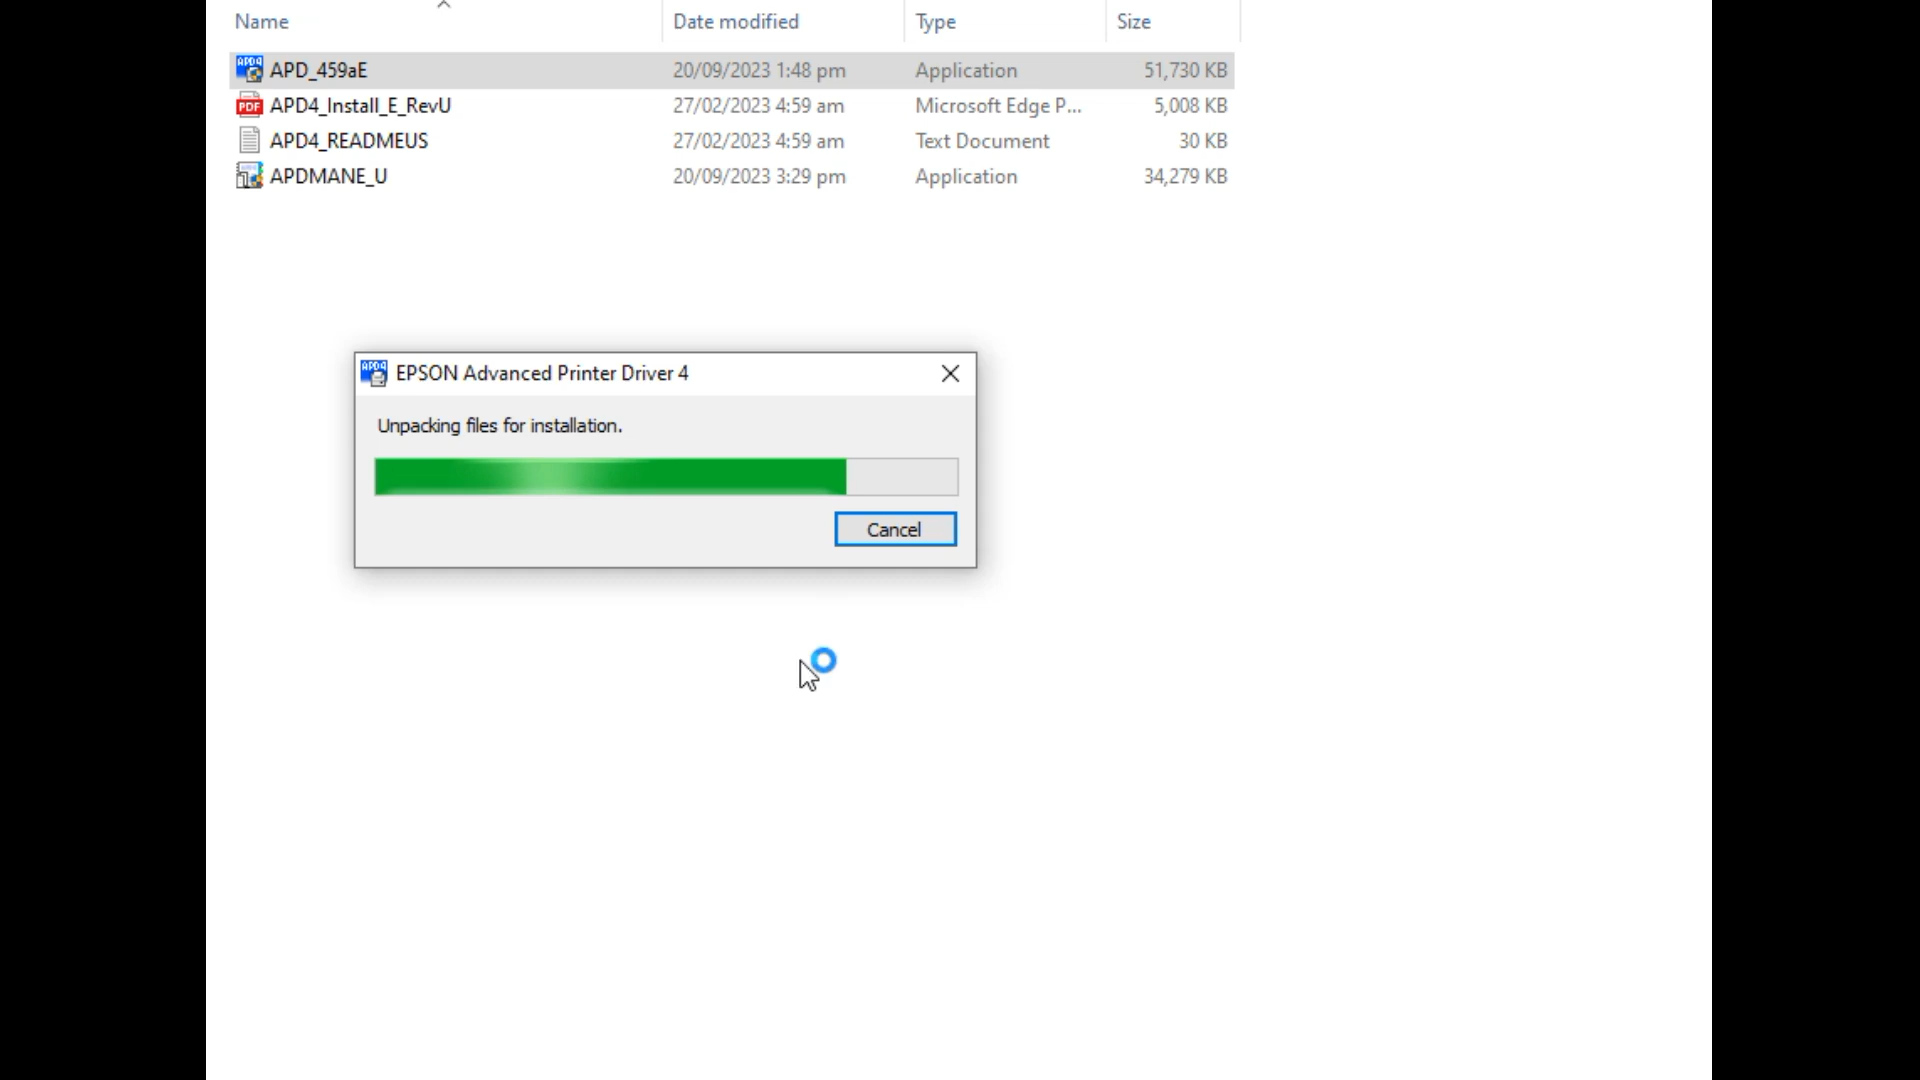 Name Date modified Type Size
APD_459aE 20/09/2023 1:48 pm Application 51,730 KB
APD4_Install_E_RevU 27/02/2023 4:59 am Microsoft Edge P... 5,008 KB
APD4_READMEUS 27/02/2023 4:59 am Text Document 30 KB
APDMANE_U 20/09/2023 3:29 pm Application 34,279 KB
EPSON Advanced Printer Driver 4
Unpacking files for installation.
Cancel